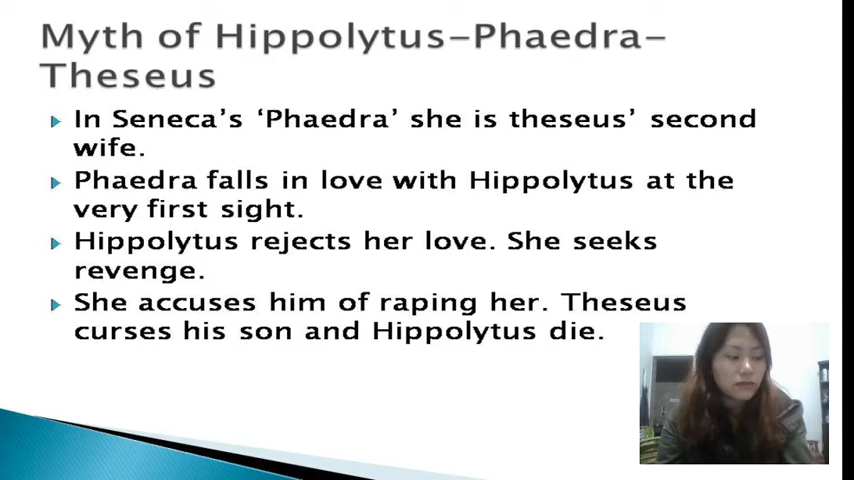 Myth of Hippolytus-Phaedra-
Theseus
In Seneca's 'Phaedra' she is theseus' second
wife.
Phaedra falls in love with Hippolytus at the
very first sight.
Hippolytus rejects her love. She seeks
revenge.
She accuses him of raping her. Theseus
curses his son and Hippolytus die.